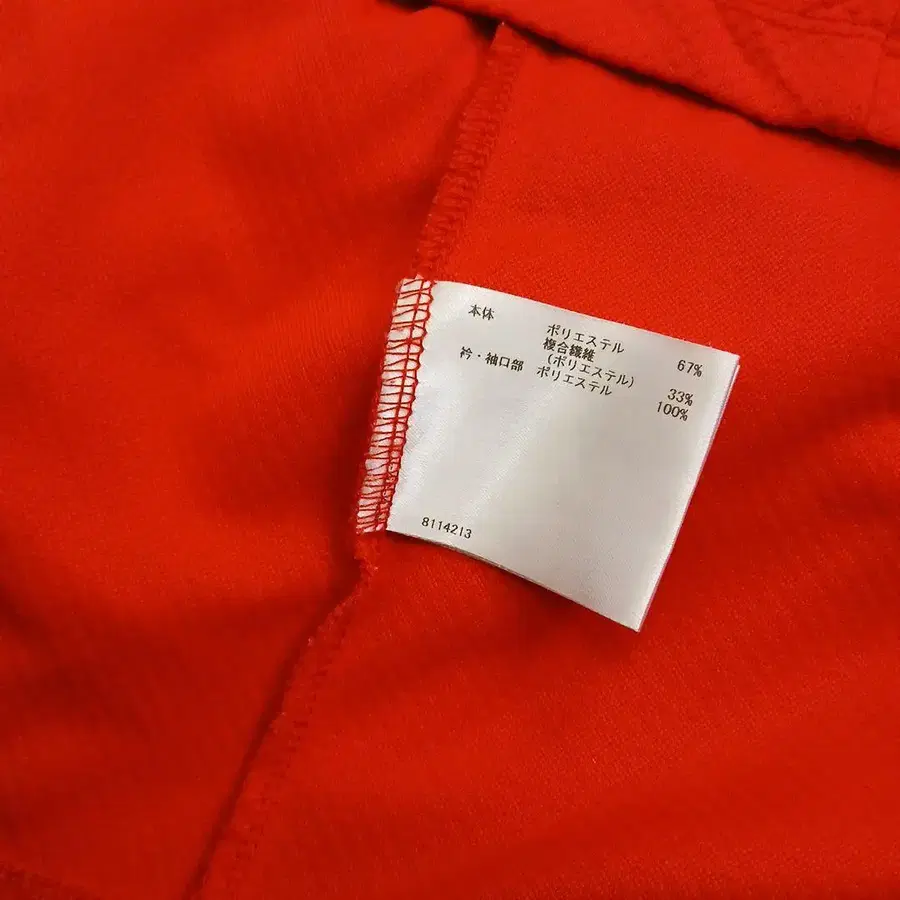 本体 ポリエステル 67%
複合繊維
(ポリエステル) 33%
衿・袖口部 ポリエステル 100%
8114213